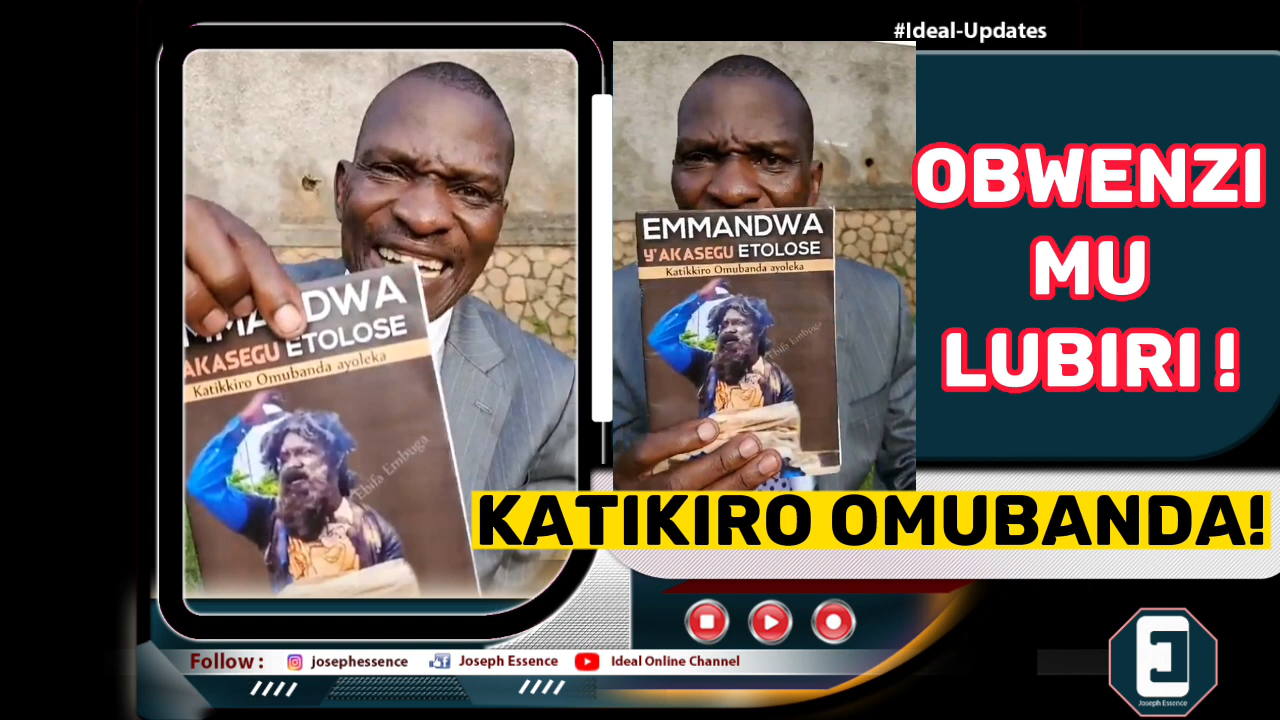 #Ideal-Updates
MMANDWA
AKASEGU ETOLOSE
Katikkiro Omubanda ayoleka
Ebifa Embuga
EMMANDWA
Y'AKASEGU ETOLOSE
Katikkiro Omubanda ayoleka
Ebifa Embuga
OBWENZI
MU
LUBIRI !
KATIKIRO OMUBANDA!
Follow : josephessence Joseph Essence Ideal Online Channel
Joseph Essence